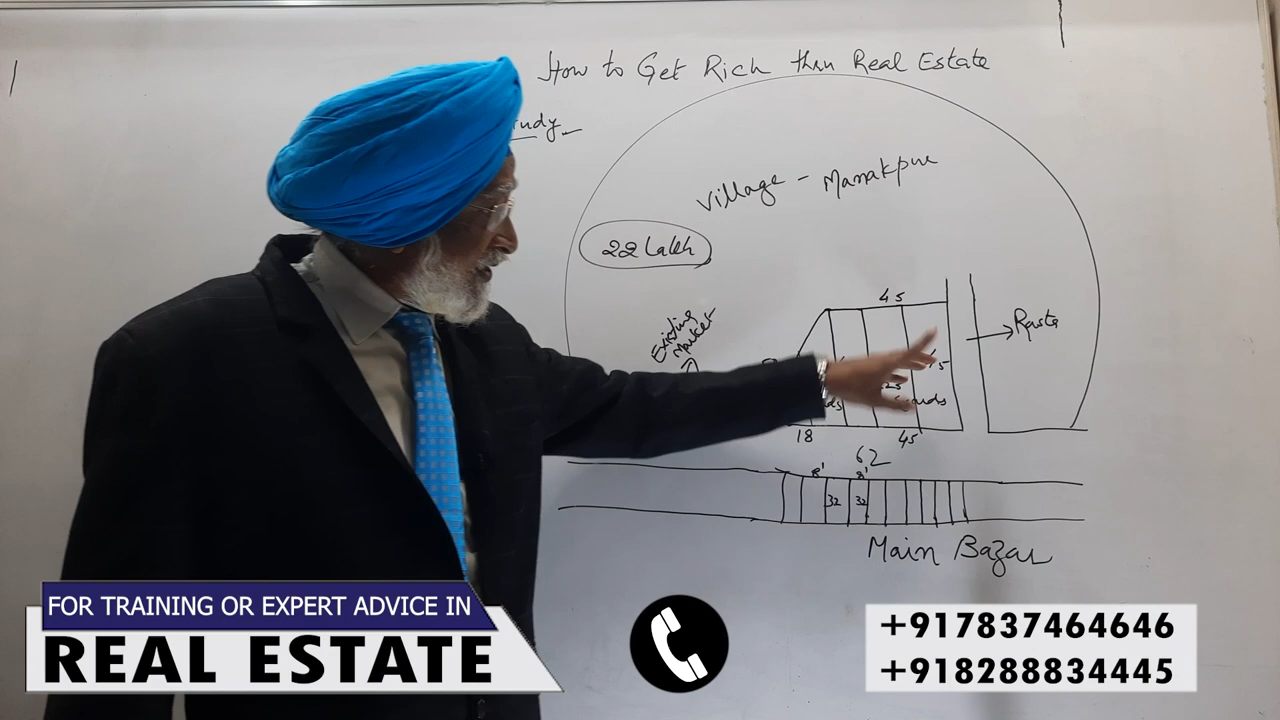 How to Get Rich thru Real Estate
Village - Manakpur
22 Lakh
Existing
Market
45
Rasta
18
45
62
8'
8'
32
32
Main Bazar
FOR TRAINING OR EXPERT ADVICE IN
REAL ESTATE
+917837464646
+918288834445